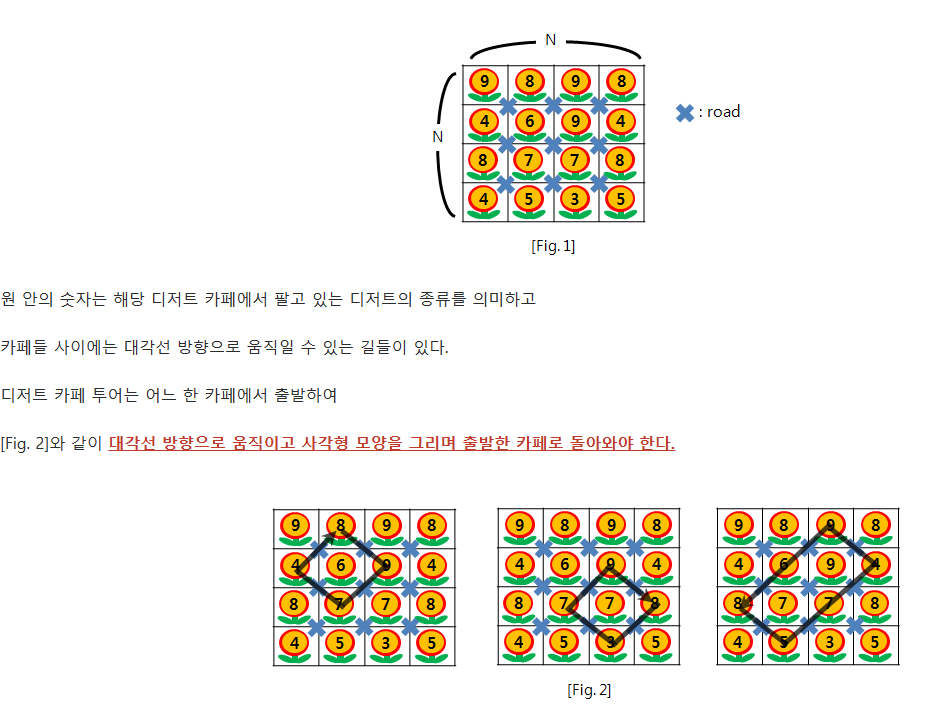 N
9 8 9 8
: road
N
4 6 9 4
8 7 7 8
4 5 3 5
[Fig. 1]
원 안의 숫자는 해당 디저트 카페에서 팔고 있는 디저트의 종류를 의미하고
카페들 사이에는 대각선 방향으로 움직일 수 있는 길들이 있다.
디저트 카페 투어는 어느 한 카페에서 출발하여
[Fig. 2]와 같이 대각선 방향으로 움직이고 사각형 모양을 그리며 출발한 카페로 돌아와야 한다.
9 8 9 8
4 6 9 4
8 7 7 8
4 5 3 5
9 8 9 8
4 6 9 4
8 7 7 8
4 5 3 5
9 8 9 8
4 6 9 4
8 7 7 8
4 5 3 5
[Fig. 2]